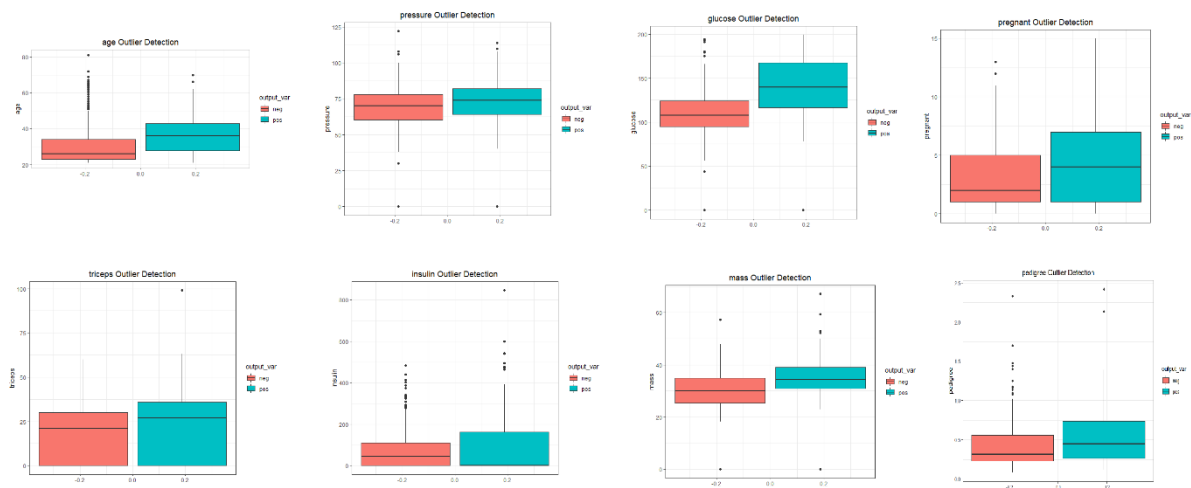 age Outlier Detection
80
60
40
20
age
-0.2 0.0 0.2
output_var
neg
pos
pressure Outlier Detection
125
100
75
50
25
0
pressure
-0.2 0.0 0.2
output_var
neg
pos
glucose Outlier Detection
200
150
100
50
0
glucose
-0.2 0.0 0.2
output_var
neg
pos
pregnant Outlier Detection
15
10
5
0
pregnant
-0.2 0.0 0.2
output_var
neg
pos
triceps Outlier Detection
100
75
50
25
0
triceps
-0.2 0.0 0.2
output_var
neg
pos
insulin Outlier Detection
800
600
400
200
0
insulin
-0.2 0.0 0.2
output_var
neg
pos
mass Outlier Detection
60
40
20
0
mass
-0.2 0.0 0.2
output_var
neg
pos
pedigree Outlier Detection
2.5
2.0
1.5
1.0
0.5
0.0
pedigree
-0.2 0.0 0.2
output_var
neg
pos